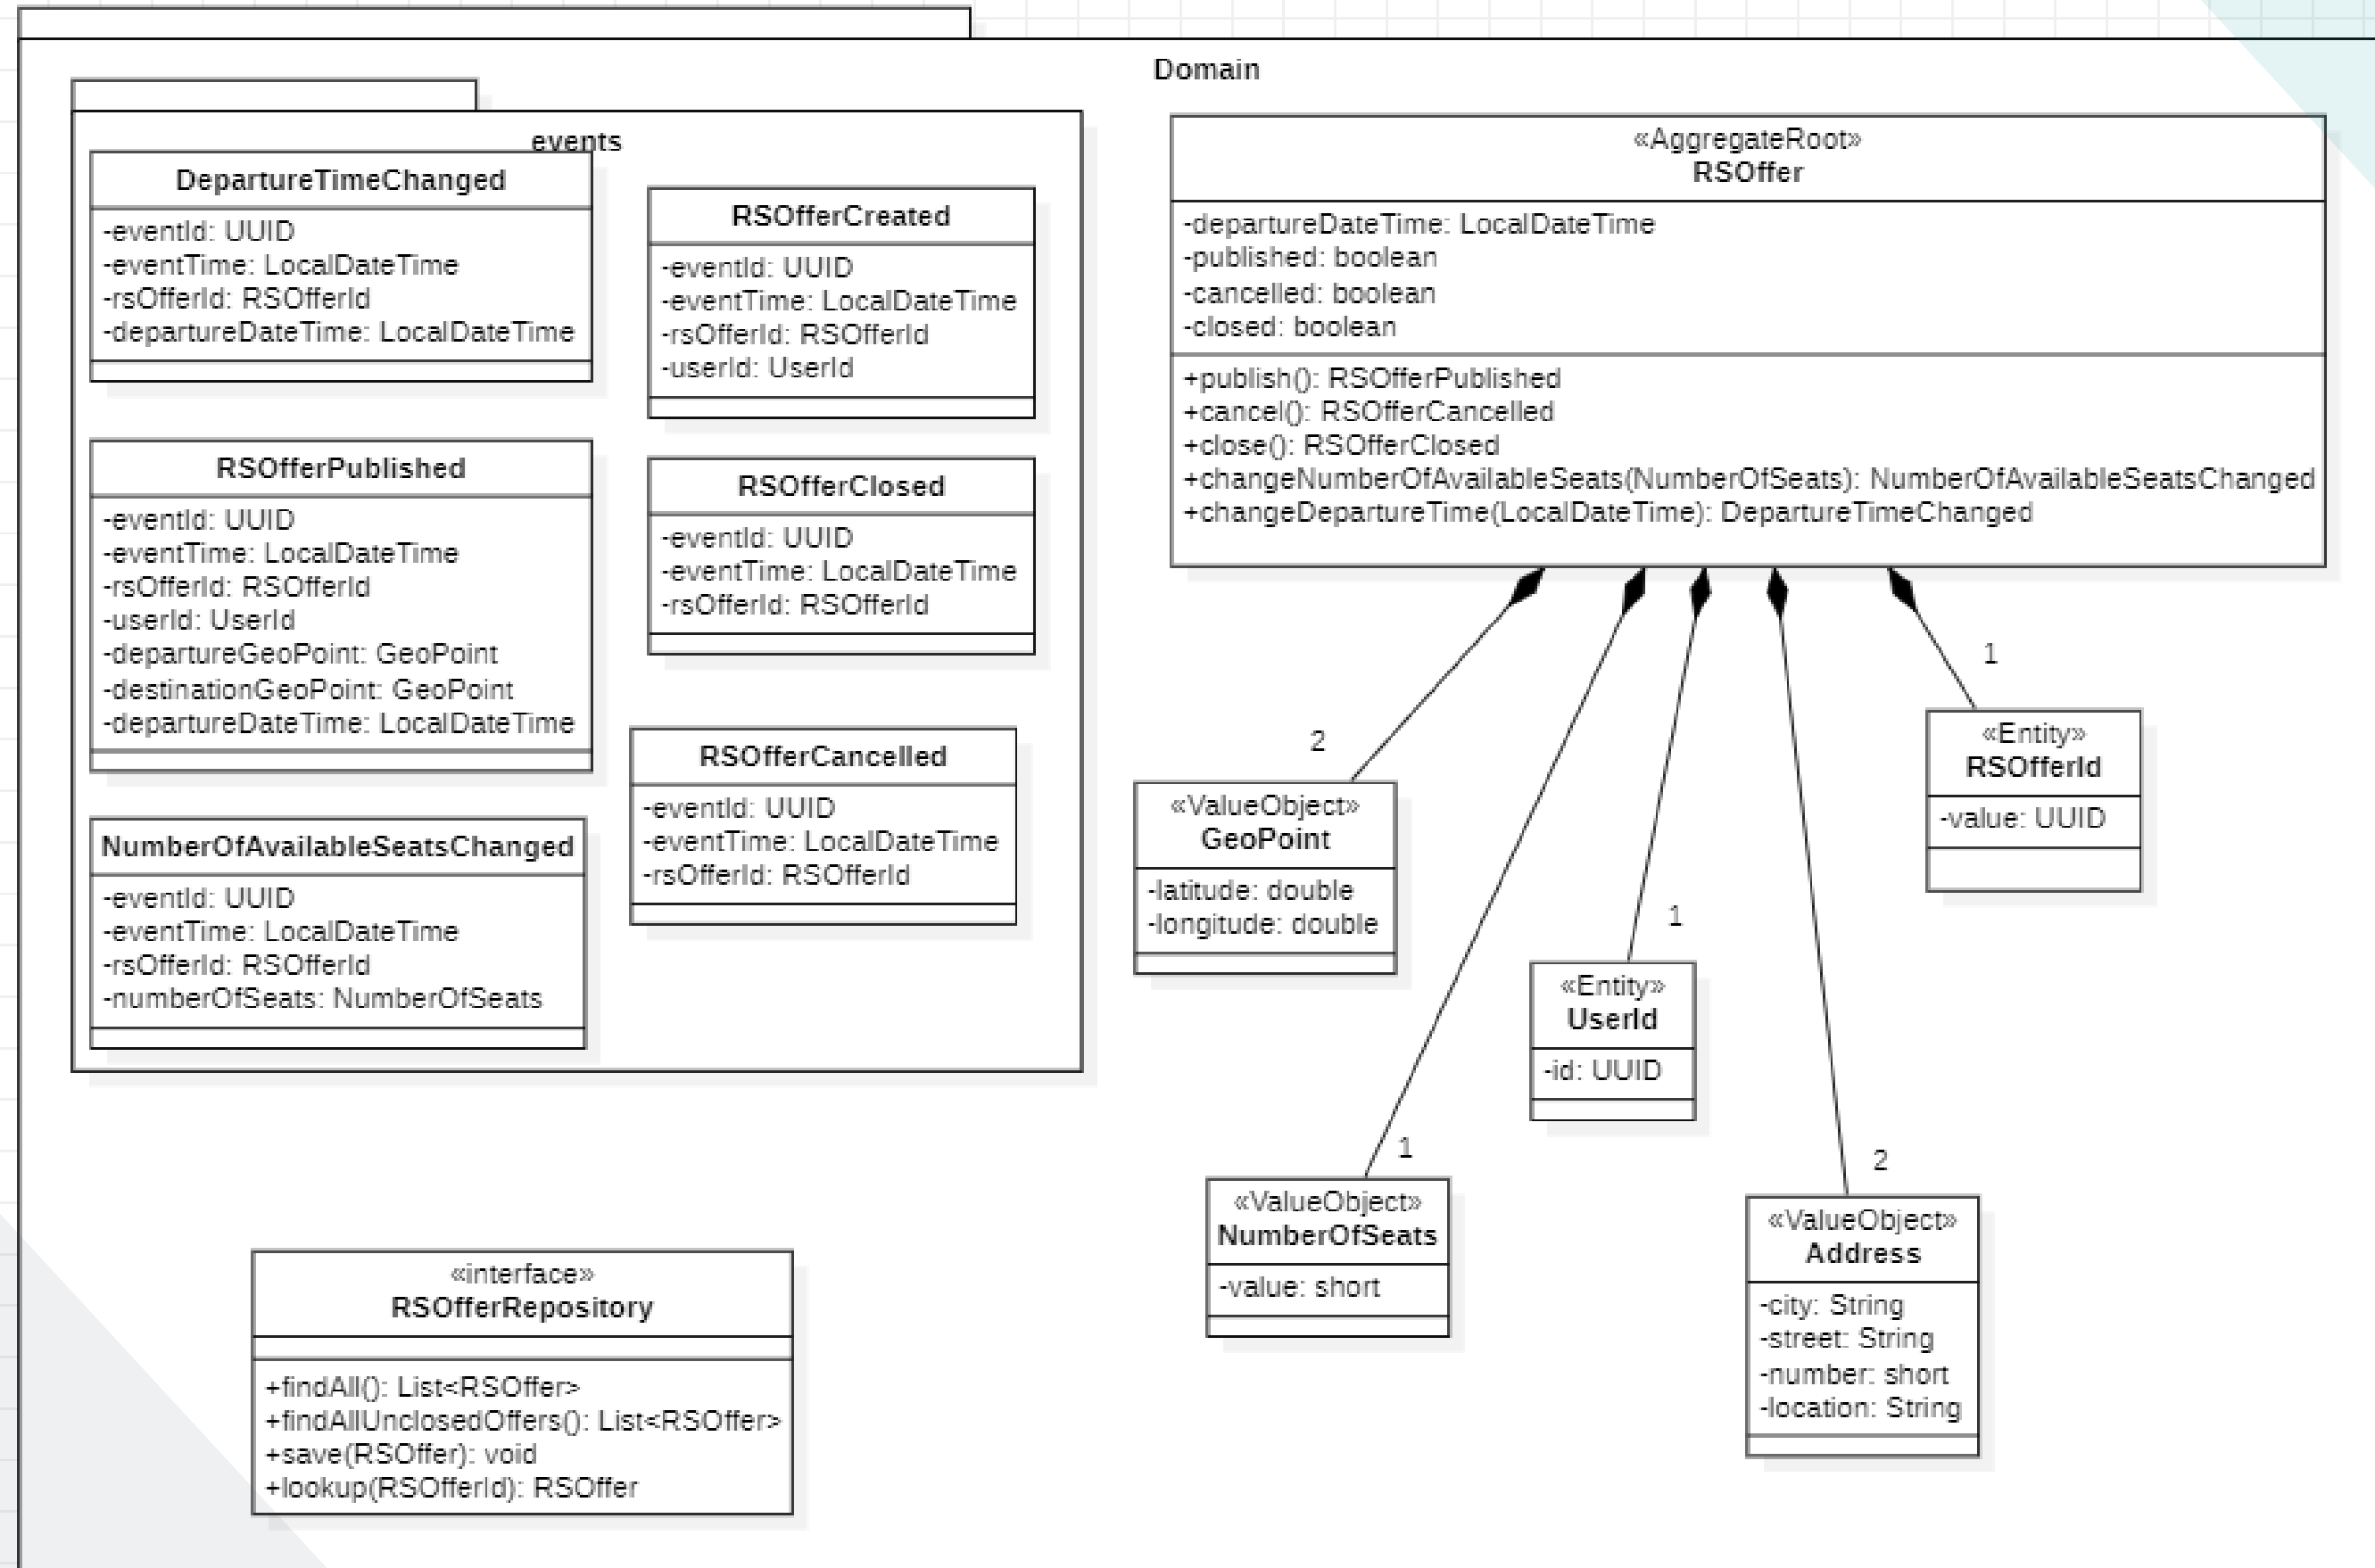 Domain
events
DepartureTimeChanged
-eventId: UUID
-eventTime: LocalDateTime
-rsOfferId: RSOfferId
-departureDateTime: LocalDateTime
RSOfferCreated
-eventId: UUID
-eventTime: LocalDateTime
-rsOfferId: RSOfferId
-userId: UserId
RSOfferPublished
-eventId: UUID
-eventTime: LocalDateTime
-rsOfferId: RSOfferId
-userId: UserId
-departureGeoPoint: GeoPoint
-destinationGeoPoint: GeoPoint
-departureDateTime: LocalDateTime
RSOfferClosed
-eventId: UUID
-eventTime: LocalDateTime
-rsOfferId: RSOfferId
RSOfferCancelled
-eventId: UUID
-eventTime: LocalDateTime
-rsOfferId: RSOfferId
NumberOfAvailableSeatsChanged
-eventId: UUID
-eventTime: LocalDateTime
-rsOfferId: RSOfferId
-numberOfSeats: NumberOfSeats
«AggregateRoot»
RSOffer
-departureDateTime: LocalDateTime
-published: boolean
-cancelled: boolean
-closed: boolean
+publish(): RSOfferPublished
+cancel(): RSOfferCancelled
+close(): RSOfferClosed
+changeNumberOfAvailableSeats(NumberOfSeats): NumberOfAvailableSeatsChanged
+changeDepartureTime(LocalDateTime): DepartureTimeChanged
1
«Entity»
RSOfferId
-value: UUID
2
«ValueObject»
GeoPoint
-latitude: double
-longitude: double
1
«Entity»
UserId
-id: UUID
1
«ValueObject»
NumberOfSeats
-value: short
2
«ValueObject»
Address
-city: String
-street: String
-number: short
-location: String
«interface»
RSOfferRepository
+findAll(): List<RSOffer>
+findAllUnclosedOffers(): List<RSOffer>
+save(RSOffer): void
+lookup(RSOfferId): RSOffer